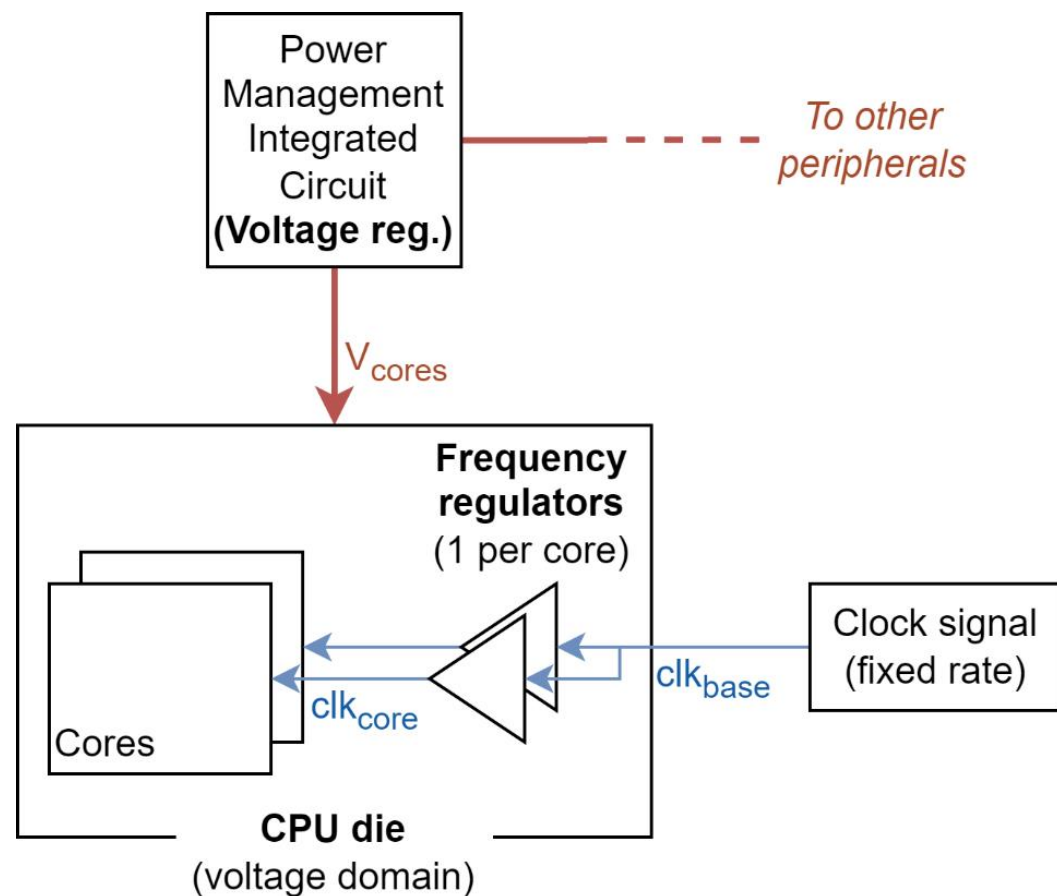 Power
Management
Integrated
Circuit
(Voltage reg.)
To other
peripherals
Vcores
Frequency
regulators
(1 per core)
Clock signal
(fixed rate)
clkbase
clkcore
Cores
CPU die
(voltage domain)